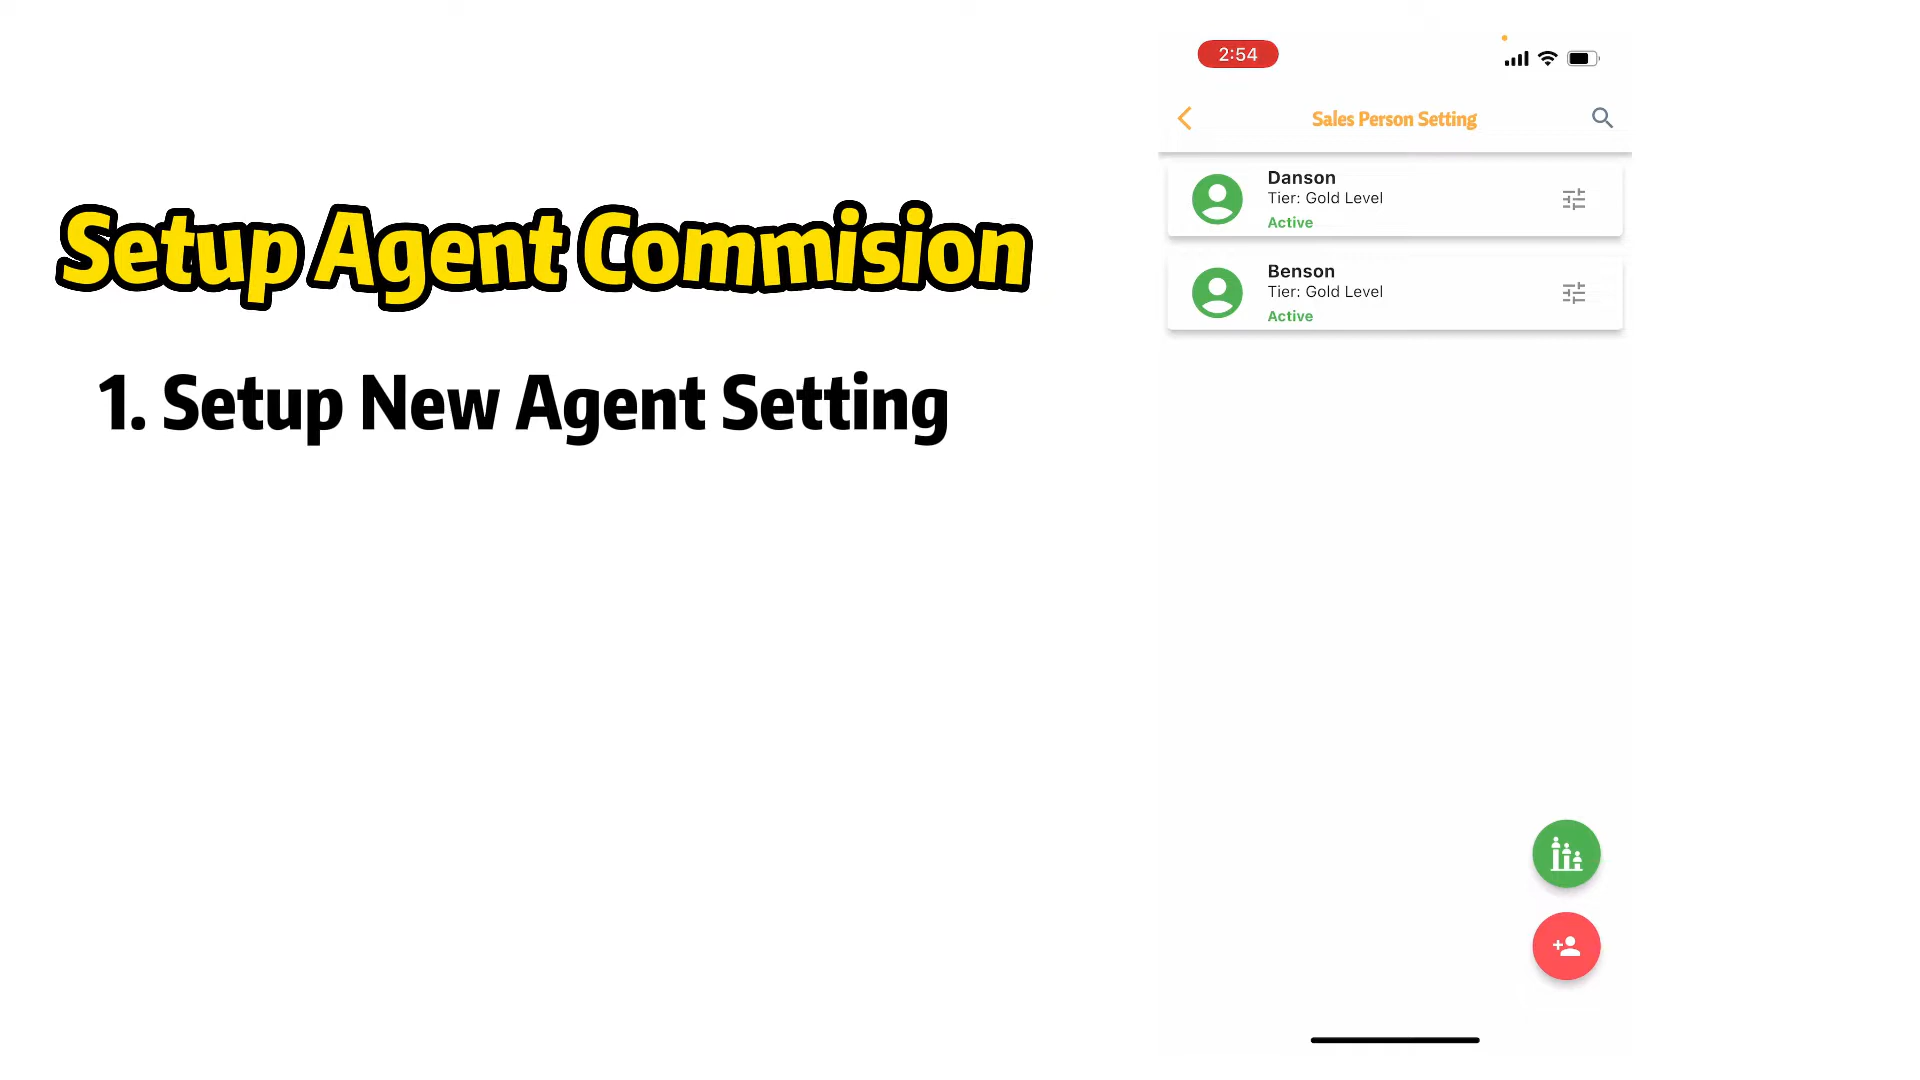 Setup Agent Commision
1. Setup New Agent Setting
2:54
Sales Person Setting
Danson
Tier: Gold Level
Active
Benson
Tier: Gold Level
Active